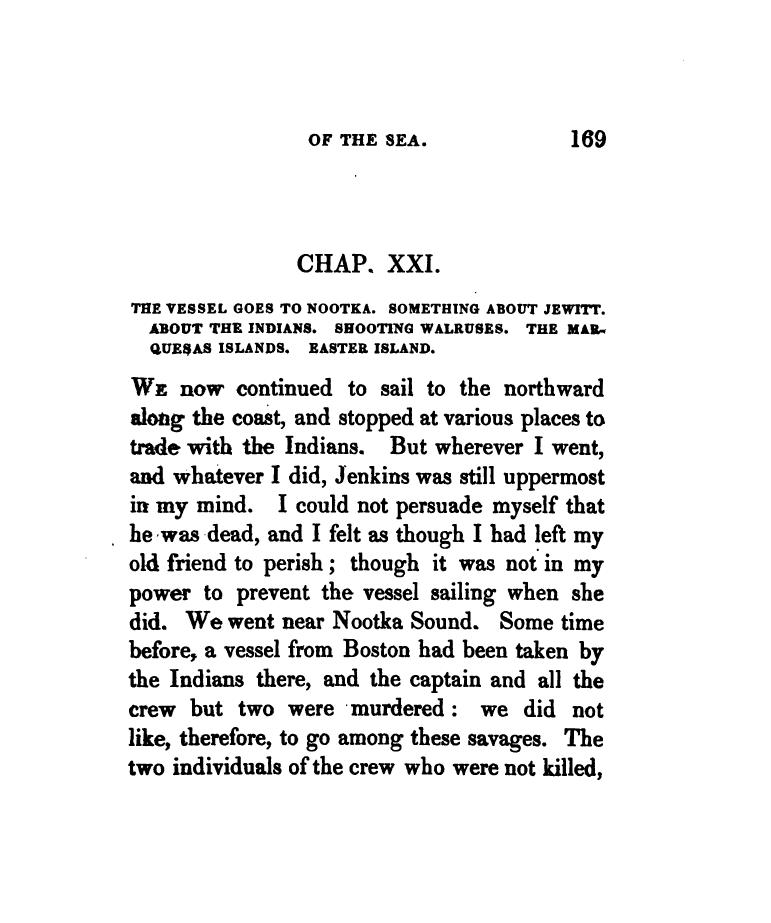 OF THE SEA. 169
CHAP. XXI.
THE VESSEL GOES TO NOOTKA. SOMETHING ABOUT JEWITT.
ABOUT THE INDIANS. SHOOTING WALRUSES. THE MAR-
QUESAS ISLANDS. EASTER ISLAND.
WE now continued to sail to the northward
along the coast, and stopped at various places to
trade with the Indians. But wherever I went,
and whatever I did, Jenkins was still uppermost
in my mind. I could not persuade myself that
he was dead, and I felt as though I had left my
old friend to perish; though it was not in my
power to prevent the vessel sailing when she
did. We went near Nootka Sound. Some time
before, a vessel from Boston had been taken by
the Indians there, and the captain and all the
crew but two were murdered: we did not
like, therefore, to go among these savages. The
two individuals of the crew who were not killed,